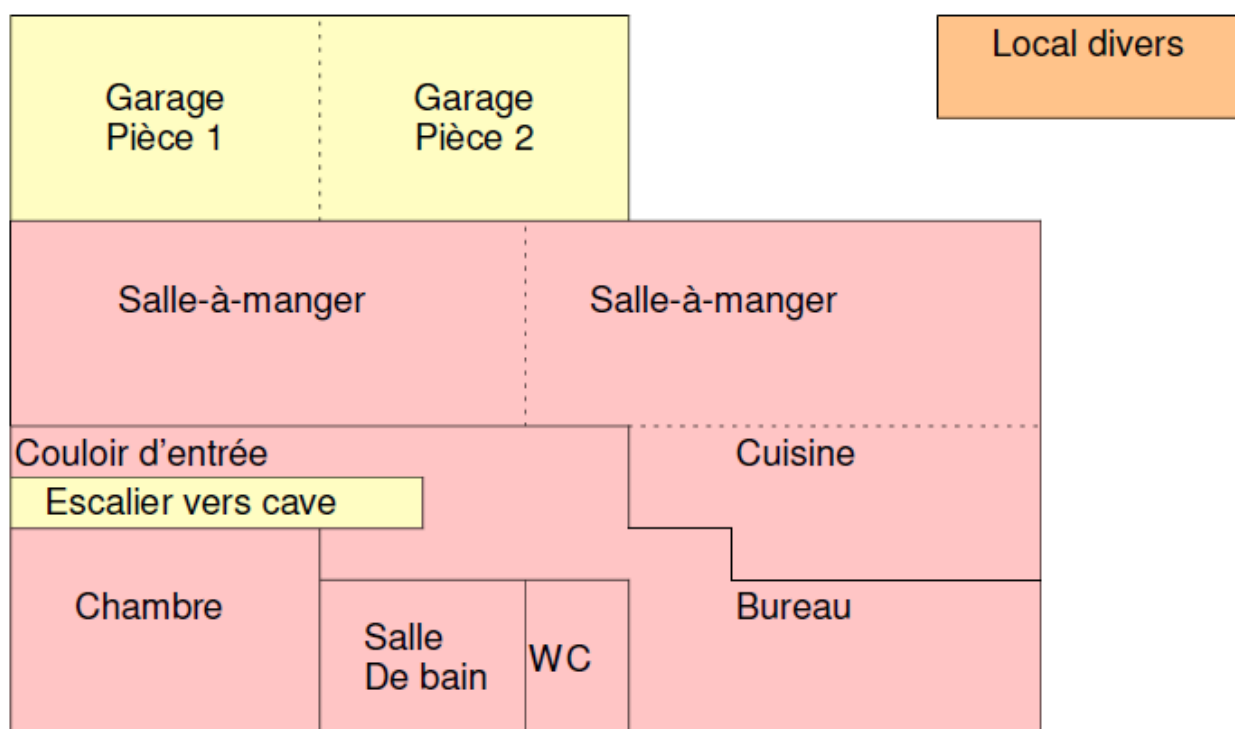 Local divers
Garage
Pièce 1
Garage
Pièce 2
Salle-à-manger
Salle-à-manger
Couloir d'entrée
Cuisine
Escalier vers cave
Chambre
Bureau
Salle
De bain
WC